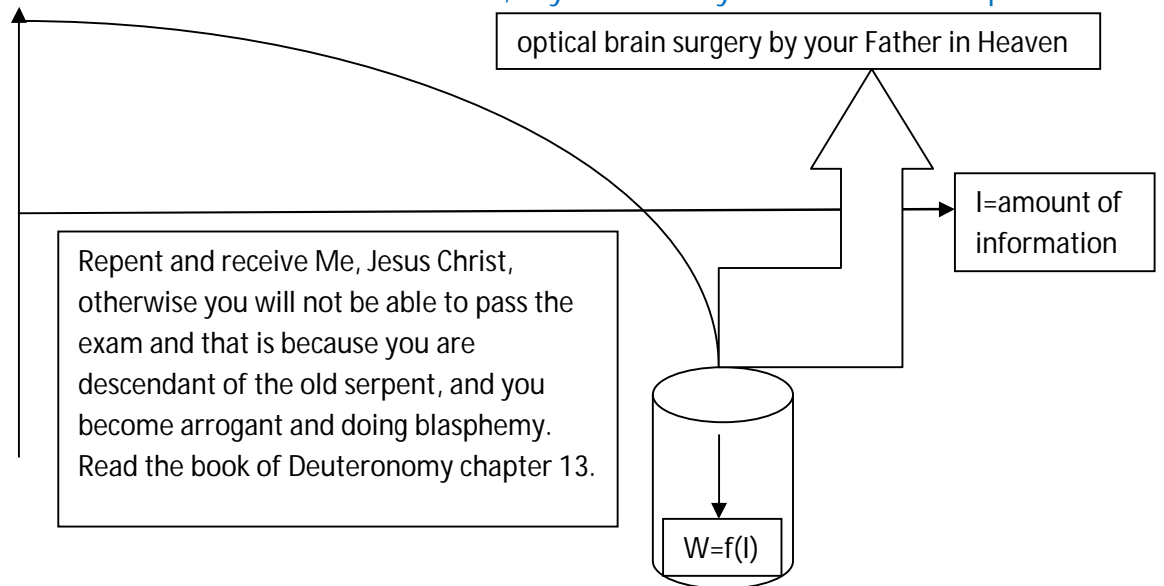 optical brain surgery by your Father in Heaven
I=amount of
information
Repent and receive Me, Jesus Christ,
otherwise you will not be able to pass the
exam and that is because you are
descendant of the old serpent, and you
become arrogant and doing blasphemy.
Read the book of Deuteronomy chapter 13.
W=f(I)